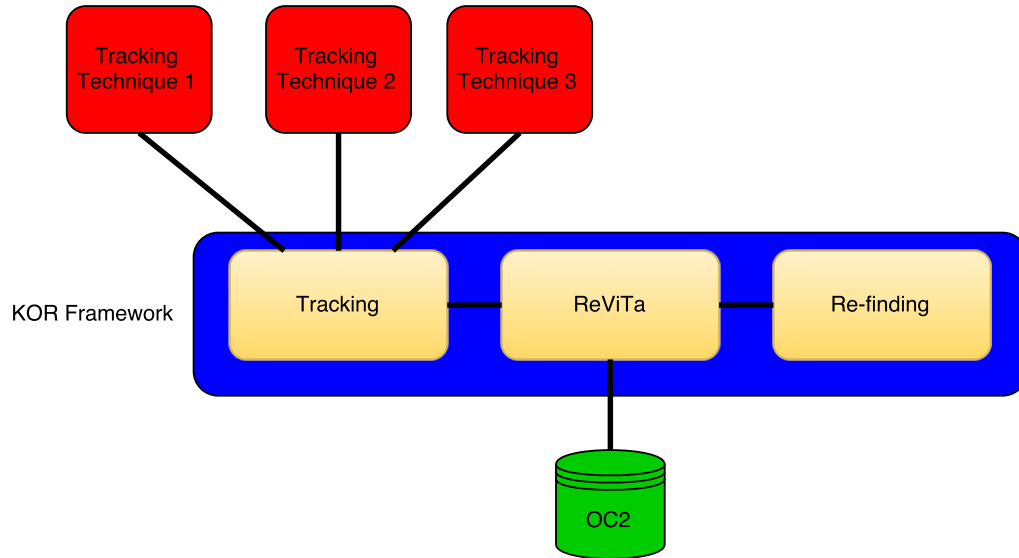 Tracking
Technique 1
Tracking
Technique 2
Tracking
Technique 3
KOR Framework
Tracking
ReViTa
Re-finding
OC2